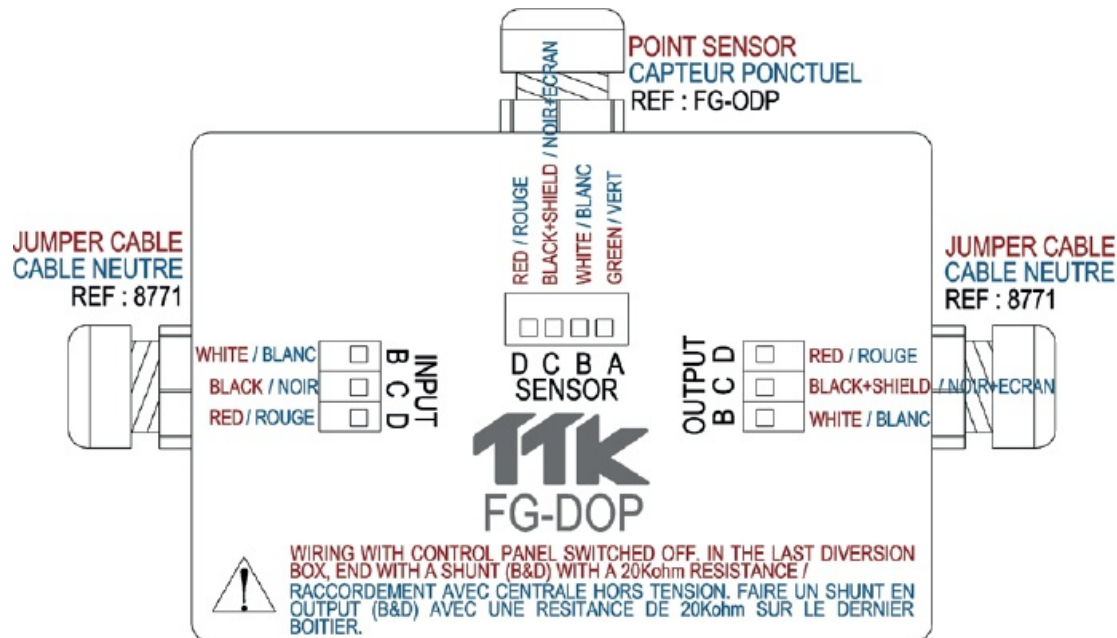 POINT SENSOR
CAPTEUR PONCTUEL
REF : FG-ODP
RED / ROUGE
BLACK+SHIELD / NOIR+ECRAN
WHITE / BLANC
GREEN / VERT
JUMPER CABLE
CABLE NEUTRE
REF : 8771
JUMPER CABLE
CABLE NEUTRE
REF : 8771
D C B A
SENSOR
WHITE / BLANC B
BLACK / NOIR C
RED / ROUGE D
INPUT
OUTPUT
D RED / ROUGE
C BLACK+SHIELD / NOIR+ECRAN
B WHITE / BLANC
TTK
FG-DOP
WIRING WITH CONTROL PANEL SWITCHED OFF. IN THE LAST DIVERSION
BOX, END WITH A SHUNT (B&D) WITH A 20Kohm RESISTANCE /
RACCORDEMENT AVEC CENTRALE HORS TENSION. FAIRE UN SHUNT EN
OUTPUT (B&D) AVEC UNE RESITANCE DE 20Kohm SUR LE DERNIER
BOITIER.